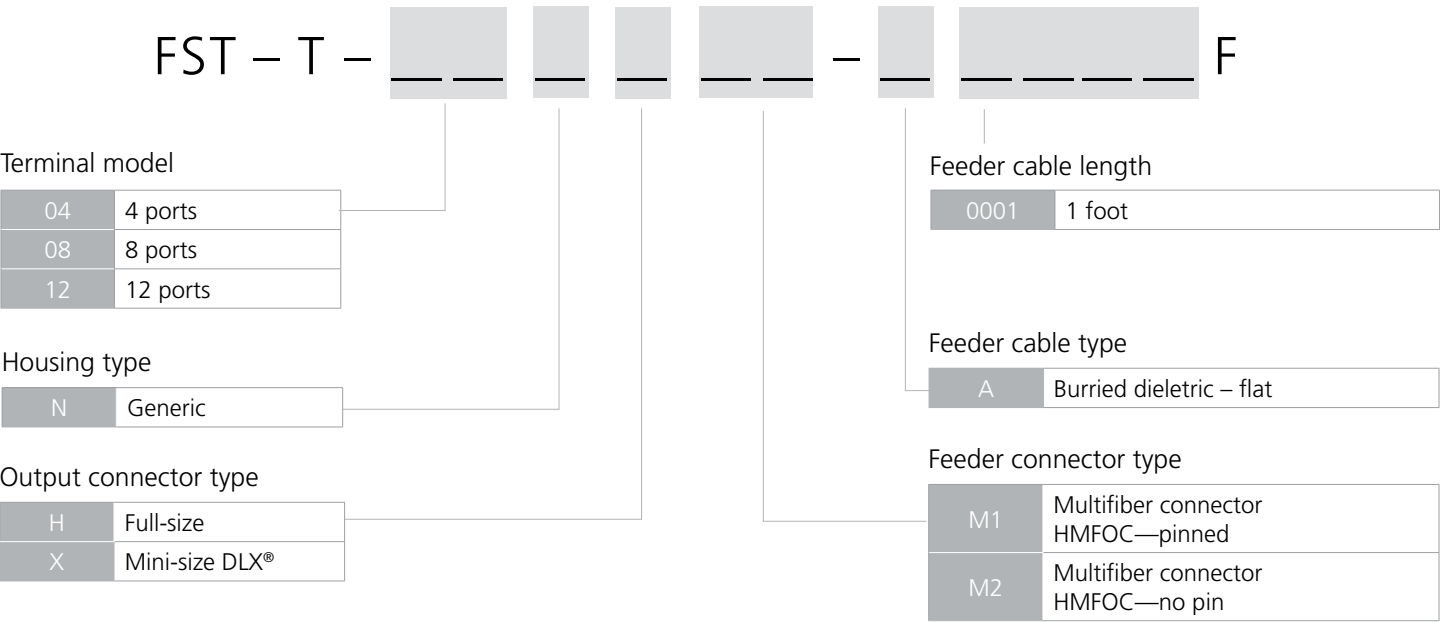 FST – T – __ __ __ __ __ __ – __ __ __ __ __ F
Terminal model
04 4 ports
08 8 ports
12 12 ports
Housing type
N Generic
Output connector type
H Full-size
X Mini-size DLX®
Feeder cable length
0001 1 foot
Feeder cable type
A Burried dieletric – flat
Feeder connector type
M1 Multifiber connector
HMFOC—pinned
M2 Multifiber connector
HMFOC—no pin